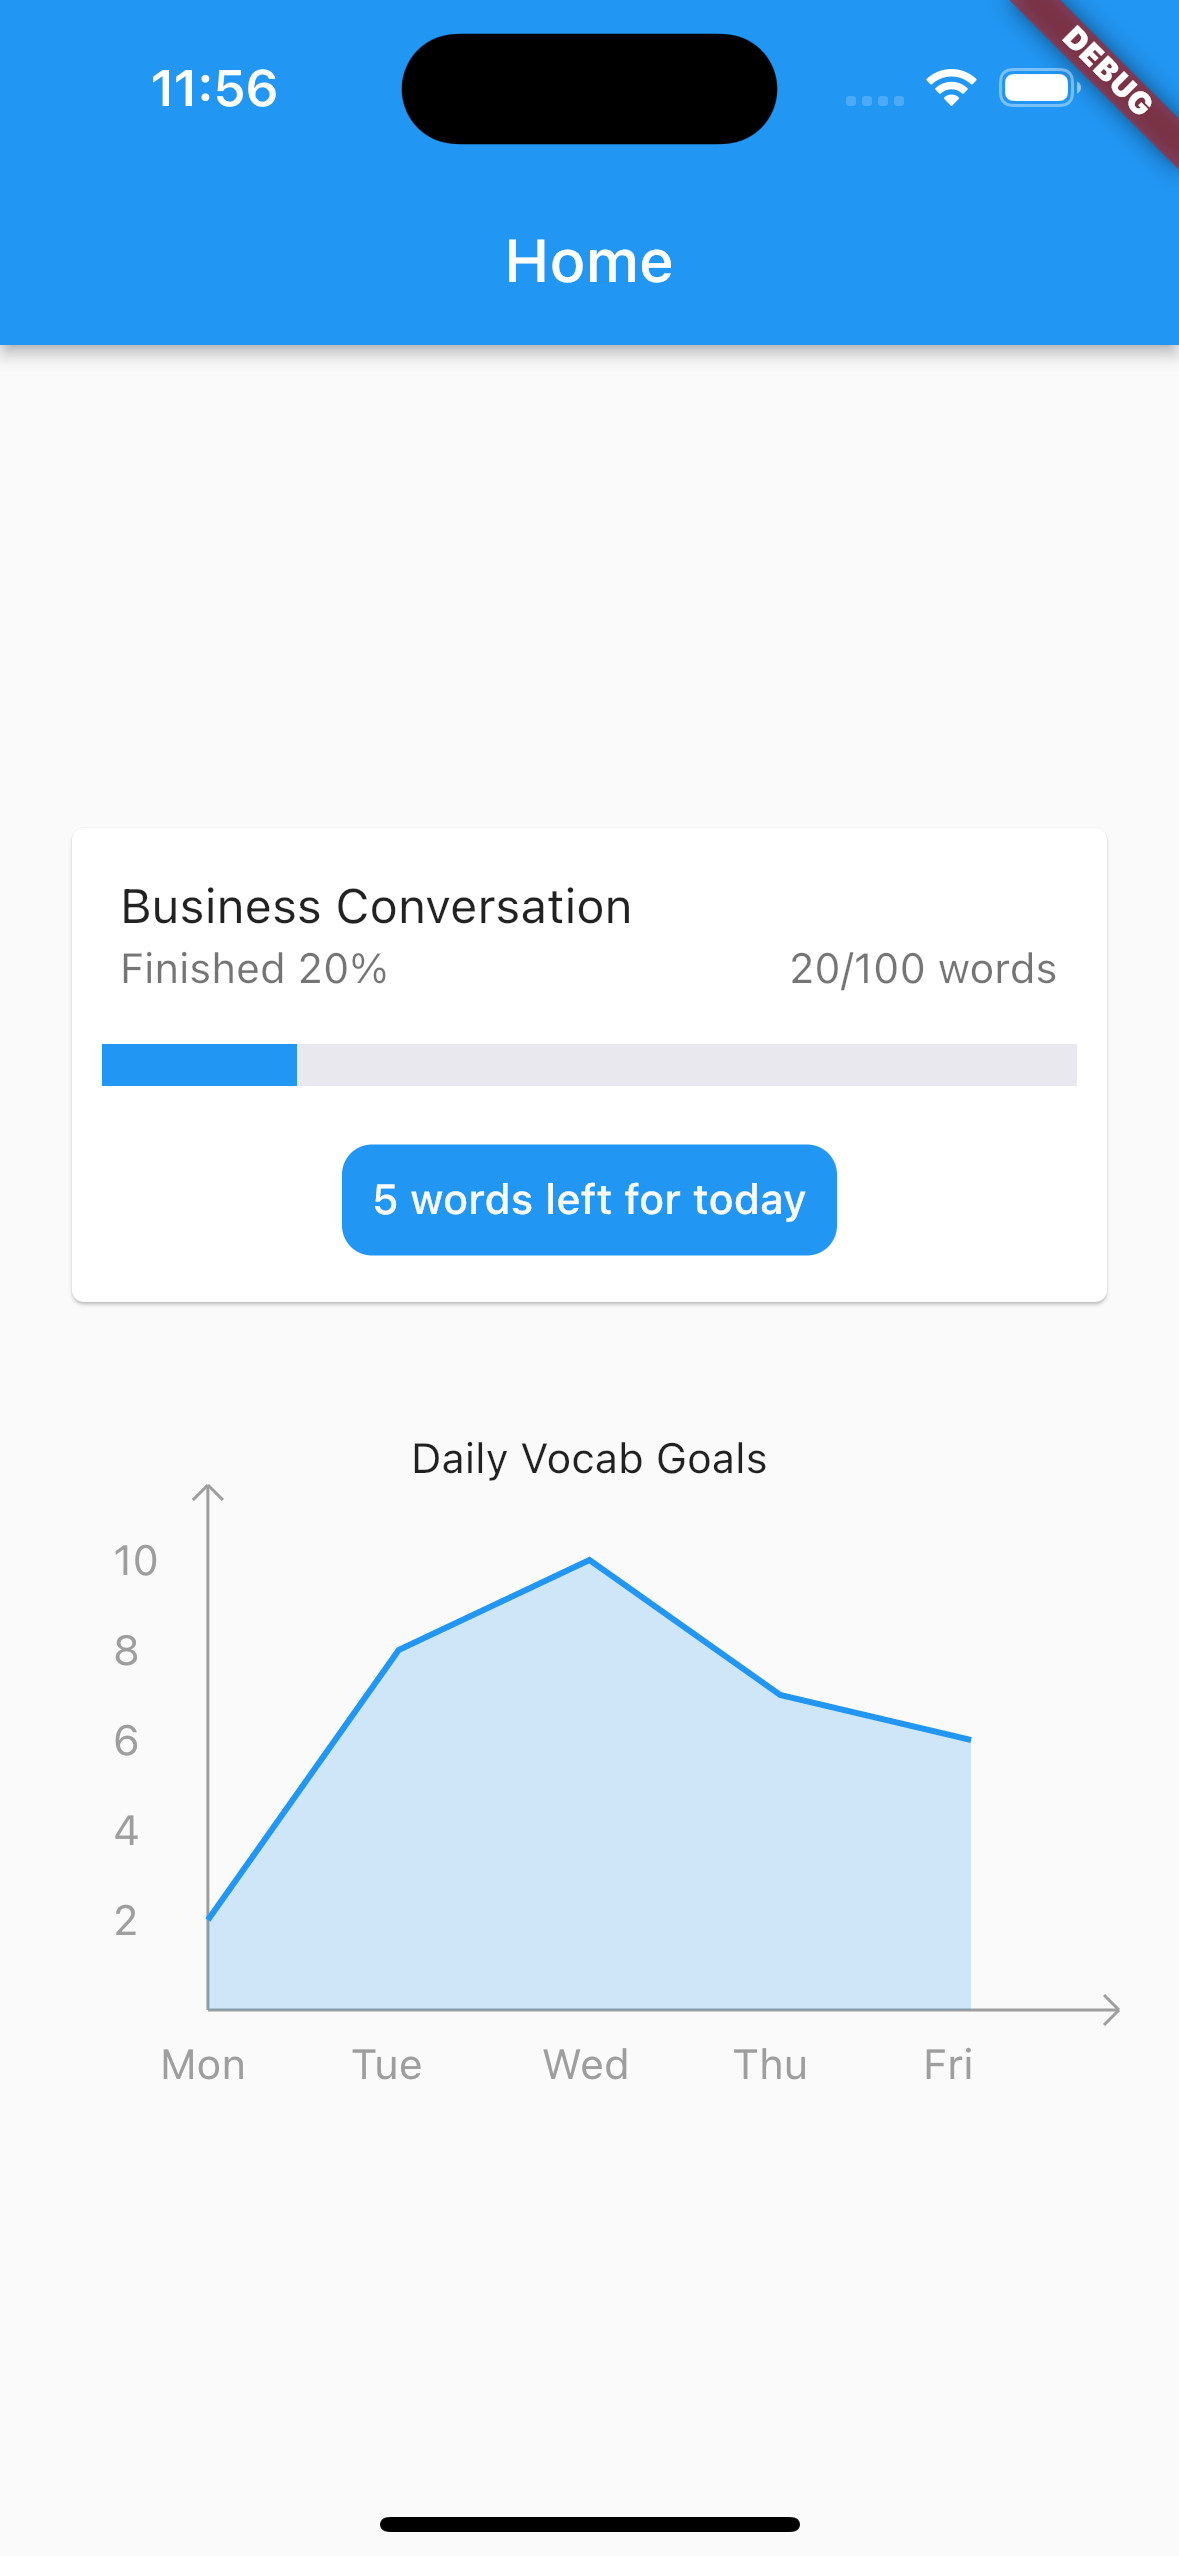 11:56
DEBUG
Home
Business Conversation
Finished 20% 20/100 words
5 words left for today
Daily Vocab Goals
10
8
6
4
2
Mon Tue Wed Thu Fri